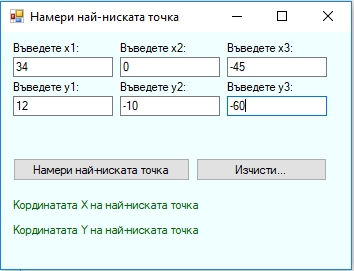 Намери най-ниската точка
Въведете x1: Въведете x2: Въведете x3:
34 0 -45
Въведете y1: Въведете y2: Въведете y3:
12 -10 -60
Намери най-ниската точка Изчисти...
Кординатата X на най-ниската точка
Кординатата Y на най-ниската точка